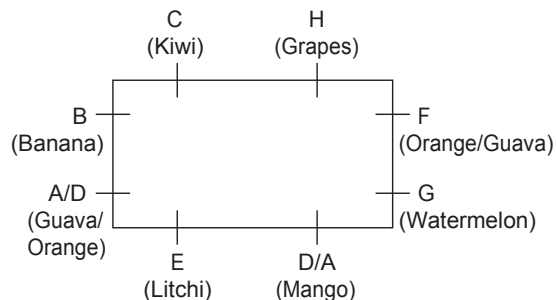 C
(Kiwi)
H
(Grapes)
B
(Banana)
F
(Orange/Guava)
A/D
(Guava/
Orange)
G
(Watermelon)
E
(Litchi)
D/A
(Mango)